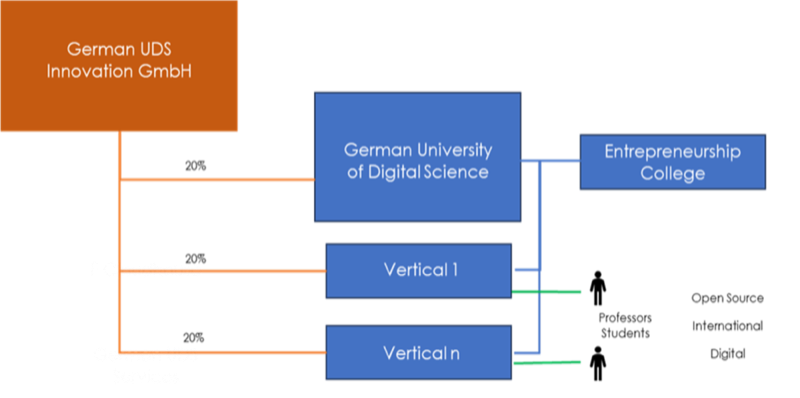 German UDS
Innovation GmbH
20%
German University
of Digital Science
Entrepreneurship
College
20%
Vertical 1
Professors
Students
Open Source
International
Digital
20%
Vertical n